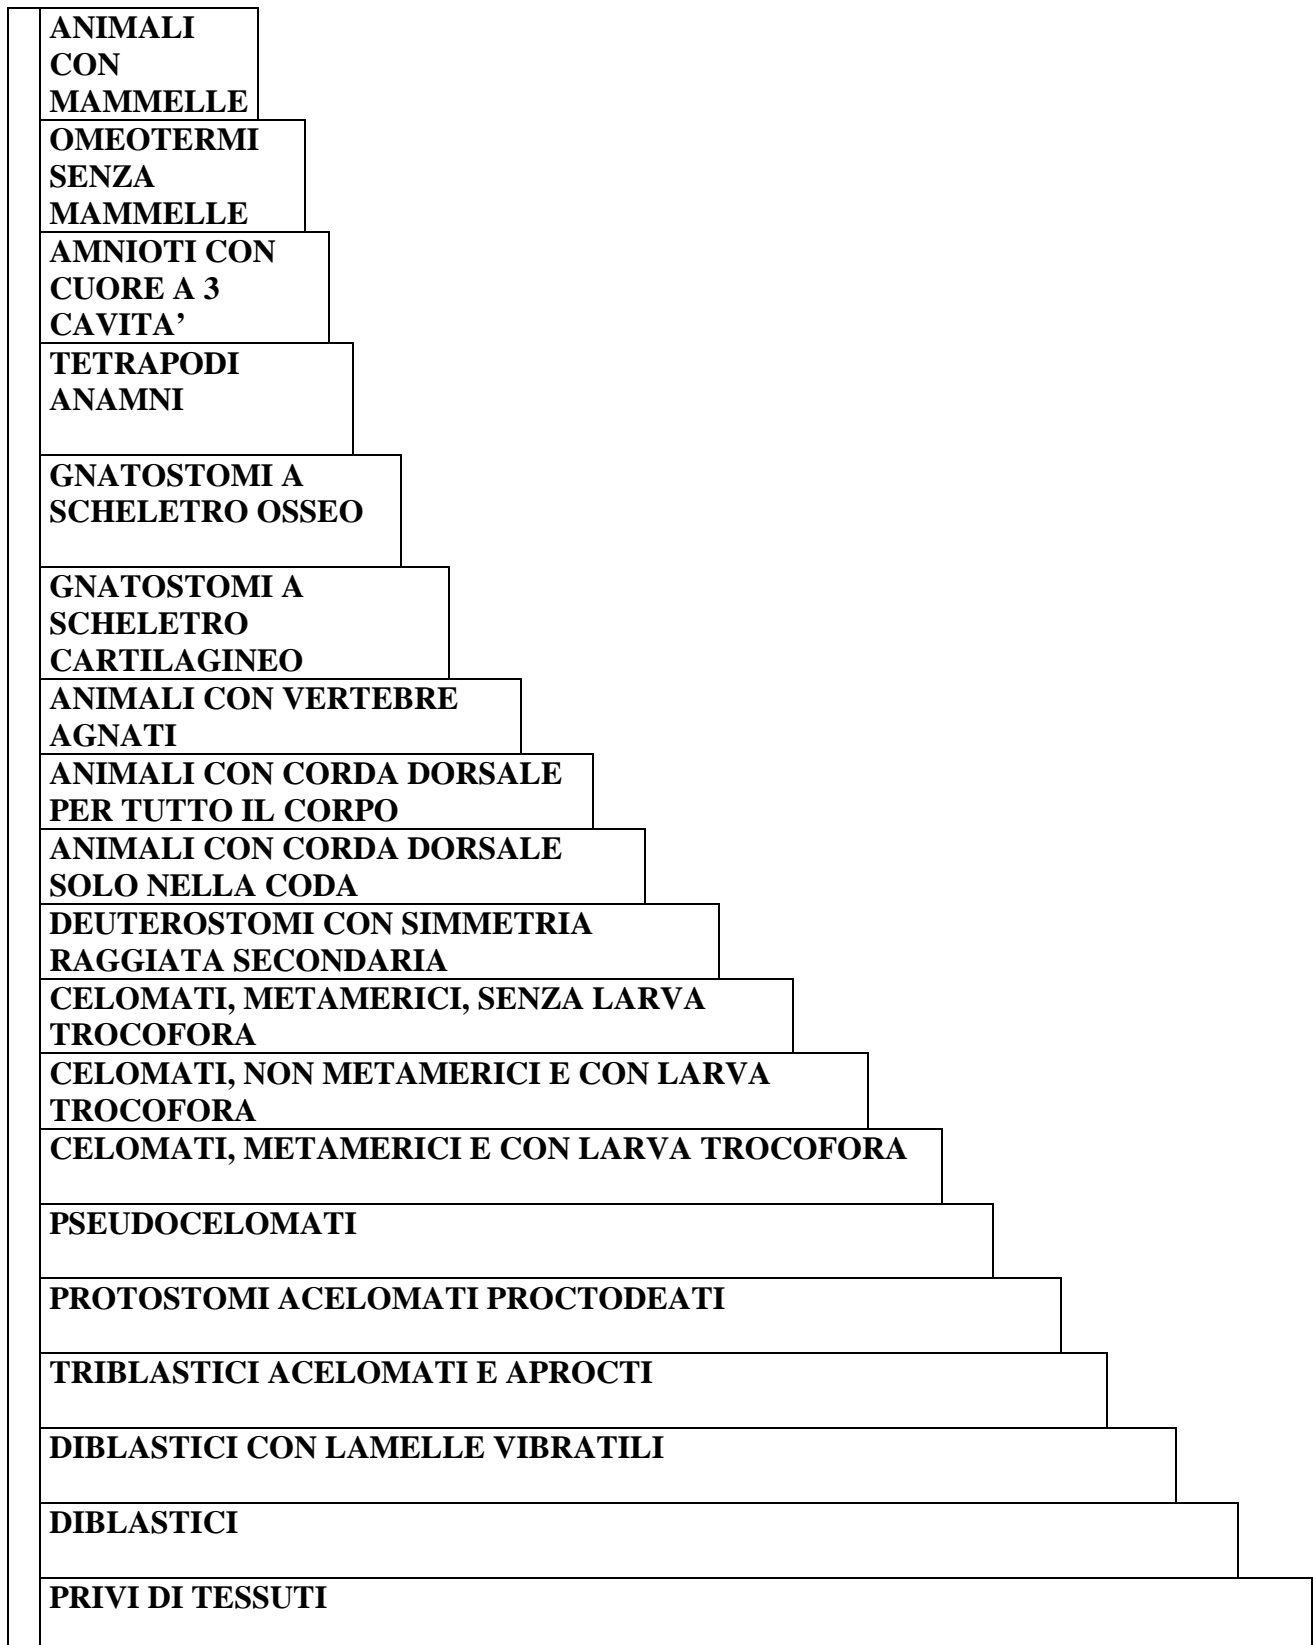 ANIMALI
CON
MAMMELLE
OMEOTERMI
SENZA
MAMMELLE
AMNIOTI CON
CUORE A 3
CAVITA’
TETRAPODI
ANAMNI
GNATOSTOMI A
SCHELETRO OSSEO
GNATOSTOMI A
SCHELETRO
CARTILAGINEO
ANIMALI CON VERTEBRE
AGNATI
ANIMALI CON CORDA DORSALE
PER TUTTO IL CORPO
ANIMALI CON CORDA DORSALE
SOLO NELLA CODA
DEUTEROSTOMI CON SIMMETRIA
RAGGIATA SECONDARIA
CELOMATI, METAMERICI, SENZA LARVA
TROCOFORA
CELOMATI, NON METAMERICI E CON LARVA
TROCOFORA
CELOMATI, METAMERICI E CON LARVA TROCOFORA
PSEUDOCELOMATI
PROTOSTOMI ACELOMATI PROCTODEATI
TRIBLASTICI ACELOMATI E APROCTI
DIBLASTICI CON LAMELLE VIBRATILI
DIBLASTICI
PRIVI DI TESSUTI